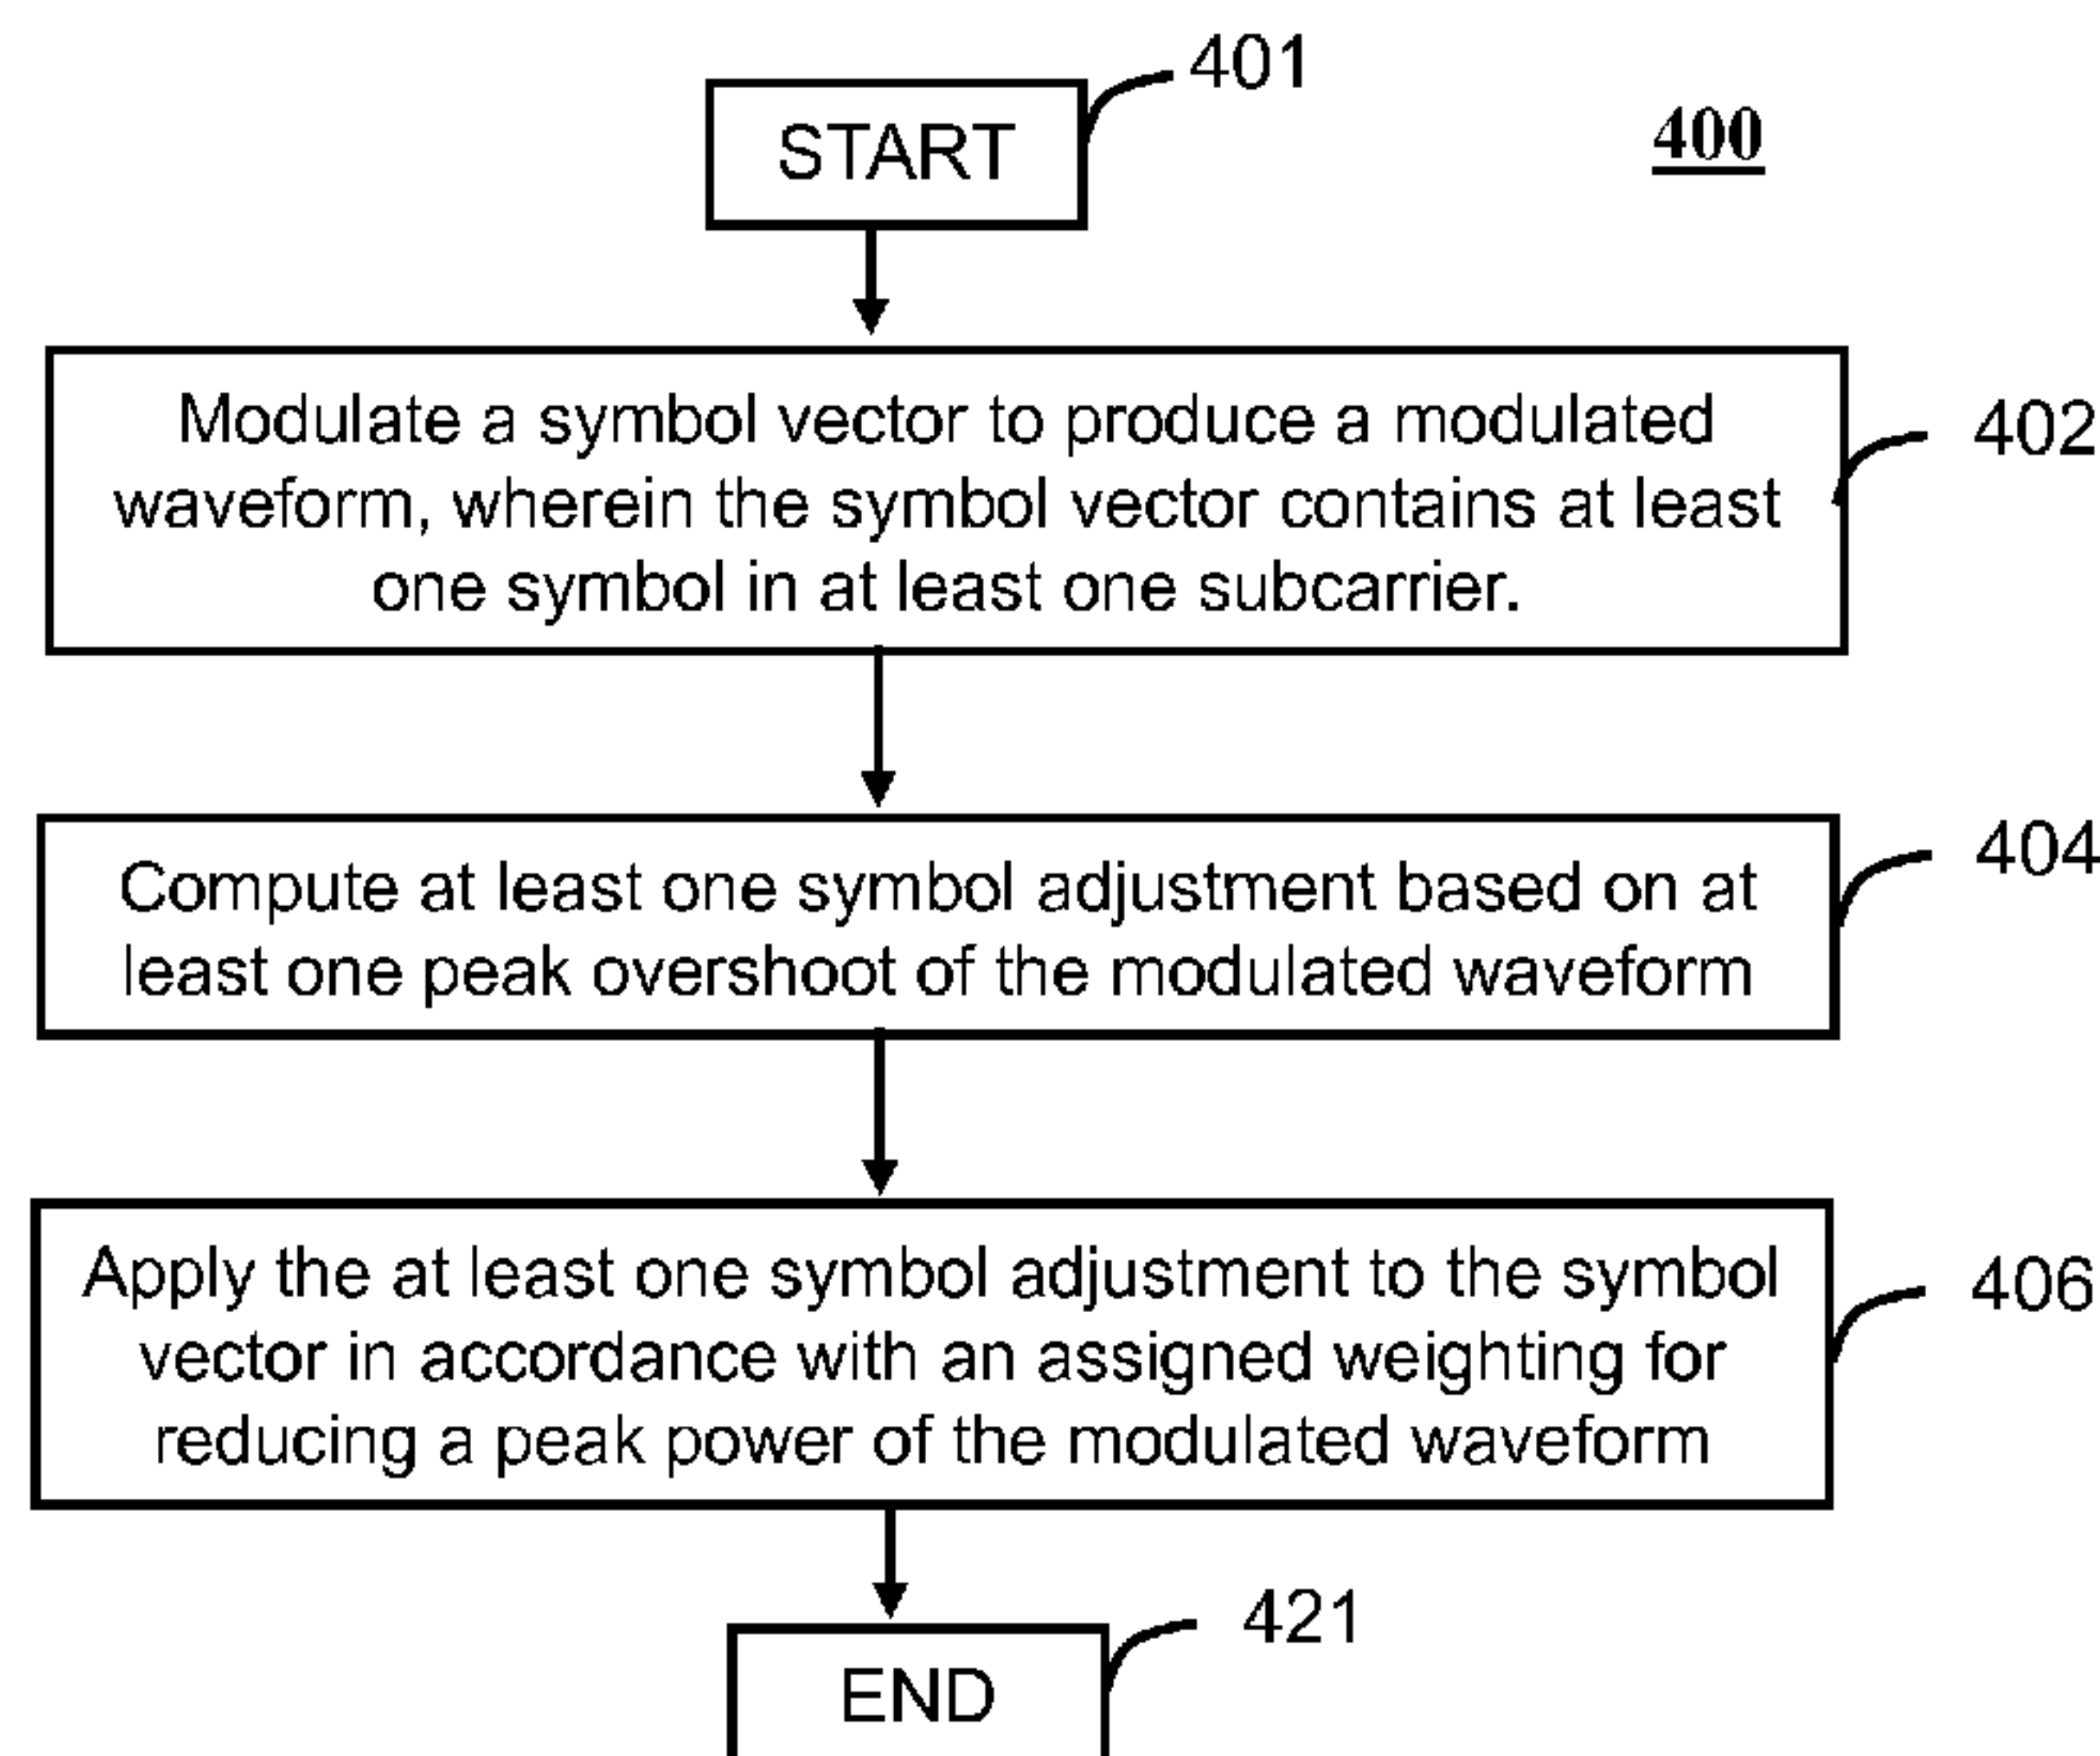 401
START
400
Modulate a symbol vector to produce a modulated
waveform, wherein the symbol vector contains at least
one symbol in at least one subcarrier.
402
Compute at least one symbol adjustment based on at
least one peak overshoot of the modulated waveform
404
Apply the at least one symbol adjustment to the symbol
vector in accordance with an assigned weighting for
reducing a peak power of the modulated waveform
406
421
END